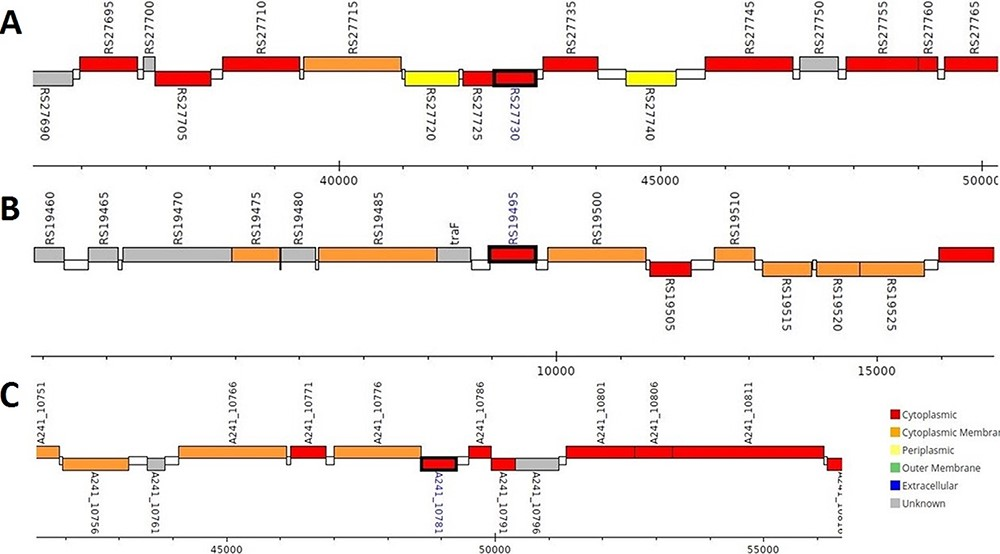 A
RS27695
RS27700
RS27710
RS27715
RS27735
RS27745
RS27750
RS27755
RS27760
RS27765
RS27690
RS27705
RS27720
RS27725
RS27730
RS27740
40000
45000
50000
B
RS19460
RS19465
RS19470
RS19475
RS19480
RS19485
traF
RS19495
RS19500
RS19510
RS19505
RS19515
RS19520
RS19525
10000
15000
C
A241_10751
A241_10766
A241_10771
A241_10776
A241_10786
A241_10801
A241_10806
A241_10811
A241_10756
A241_10761
A241_10781
A241_10791
A241_10796
45000
50000
55000
Cytoplasmic
Cytoplasmic Membran
Periplasmic
Outer Membrane
Extracellular
Unknown